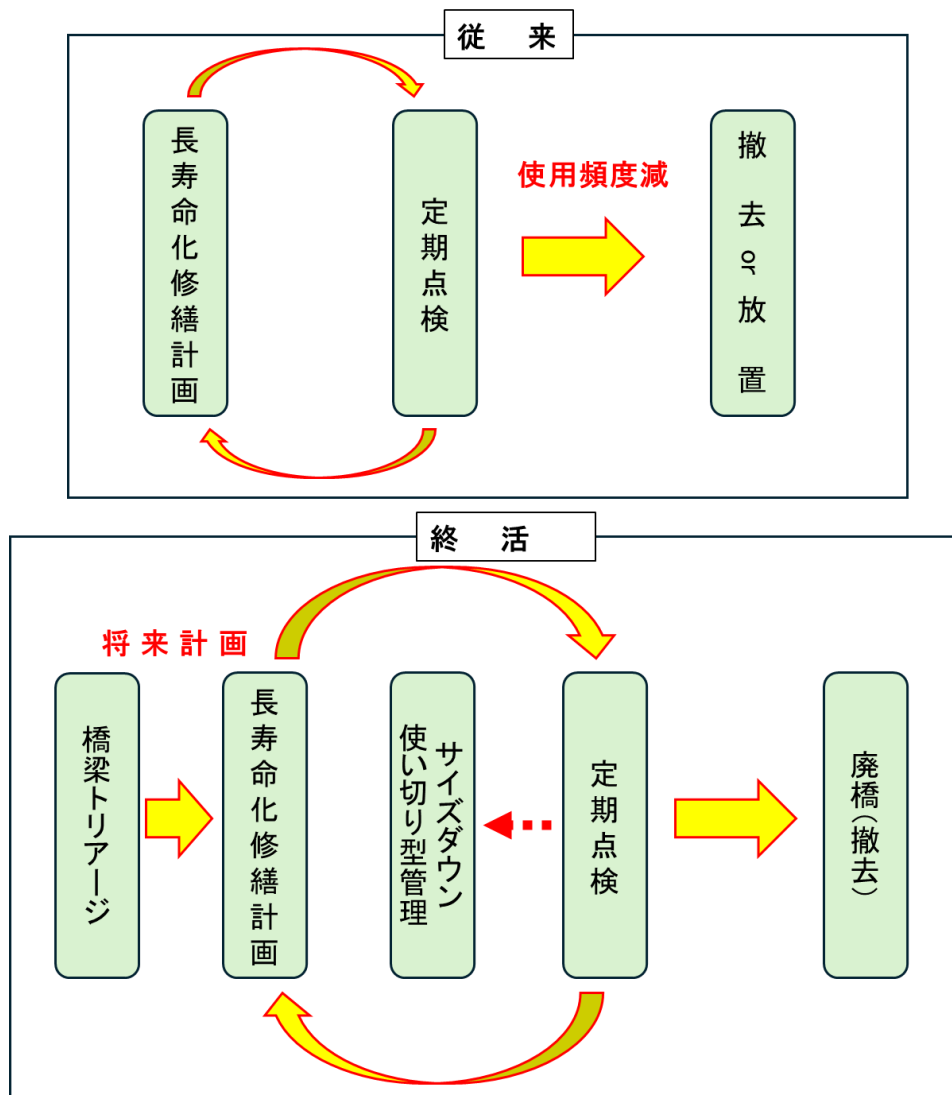 従　来
長寿命化修繕計画
定期点検
使用頻度減
撤去or放置
終　活
将来計画
橋梁トリアージ
長寿命化修繕計画
サイズダウン
使い切り型管理
定期点検
廃橋(撤去)